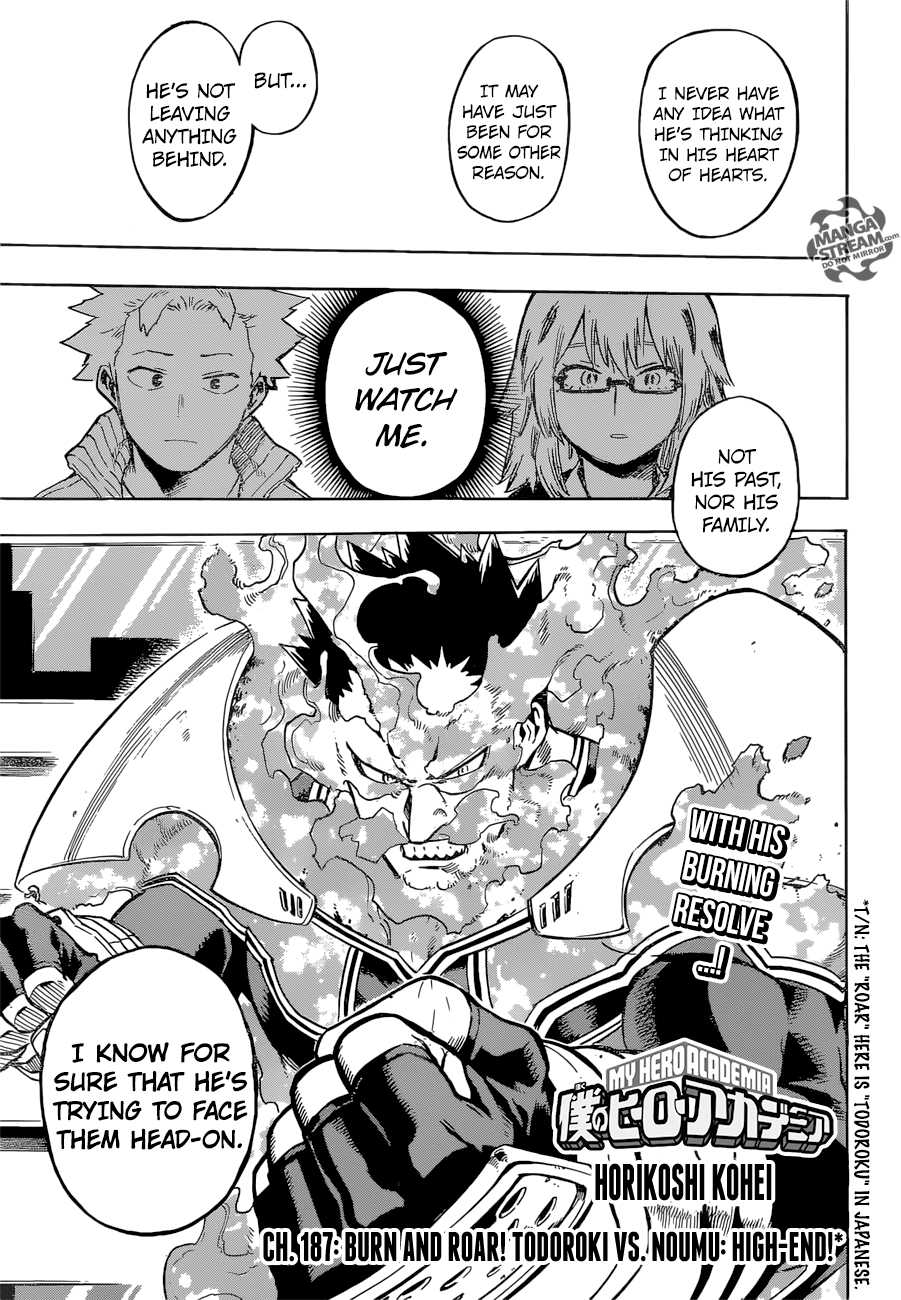 I NEVER HAVE
ANY IDEA WHAT
HE'S THINKING
IN HIS HEART
OF HEARTS.
IT MAY
HAVE JUST
BEEN FOR
SOME OTHER
REASON.
BUT...
HE'S NOT
LEAVING
ANYTHING
BEHIND.
MANGA
STREAM.com
DO NOT MIRROR
NOT
HIS PAST,
NOR HIS
FAMILY.
JUST
WATCH
ME.
WITH HIS
BURNING
RESOLVE
...!!
I KNOW FOR
SURE THAT HE'S
TRYING TO FACE
THEM HEAD-ON.
MY HERO ACADEMIA
僕のヒーローアカデミア
HORIKOSHI KOHEI
CH. 187: BURN AND ROAR! TODOROKI VS. NOUMU: HIGH-END!*
*T/N: THE "ROAR" HERE IS "TODOROKU" IN JAPANESE.